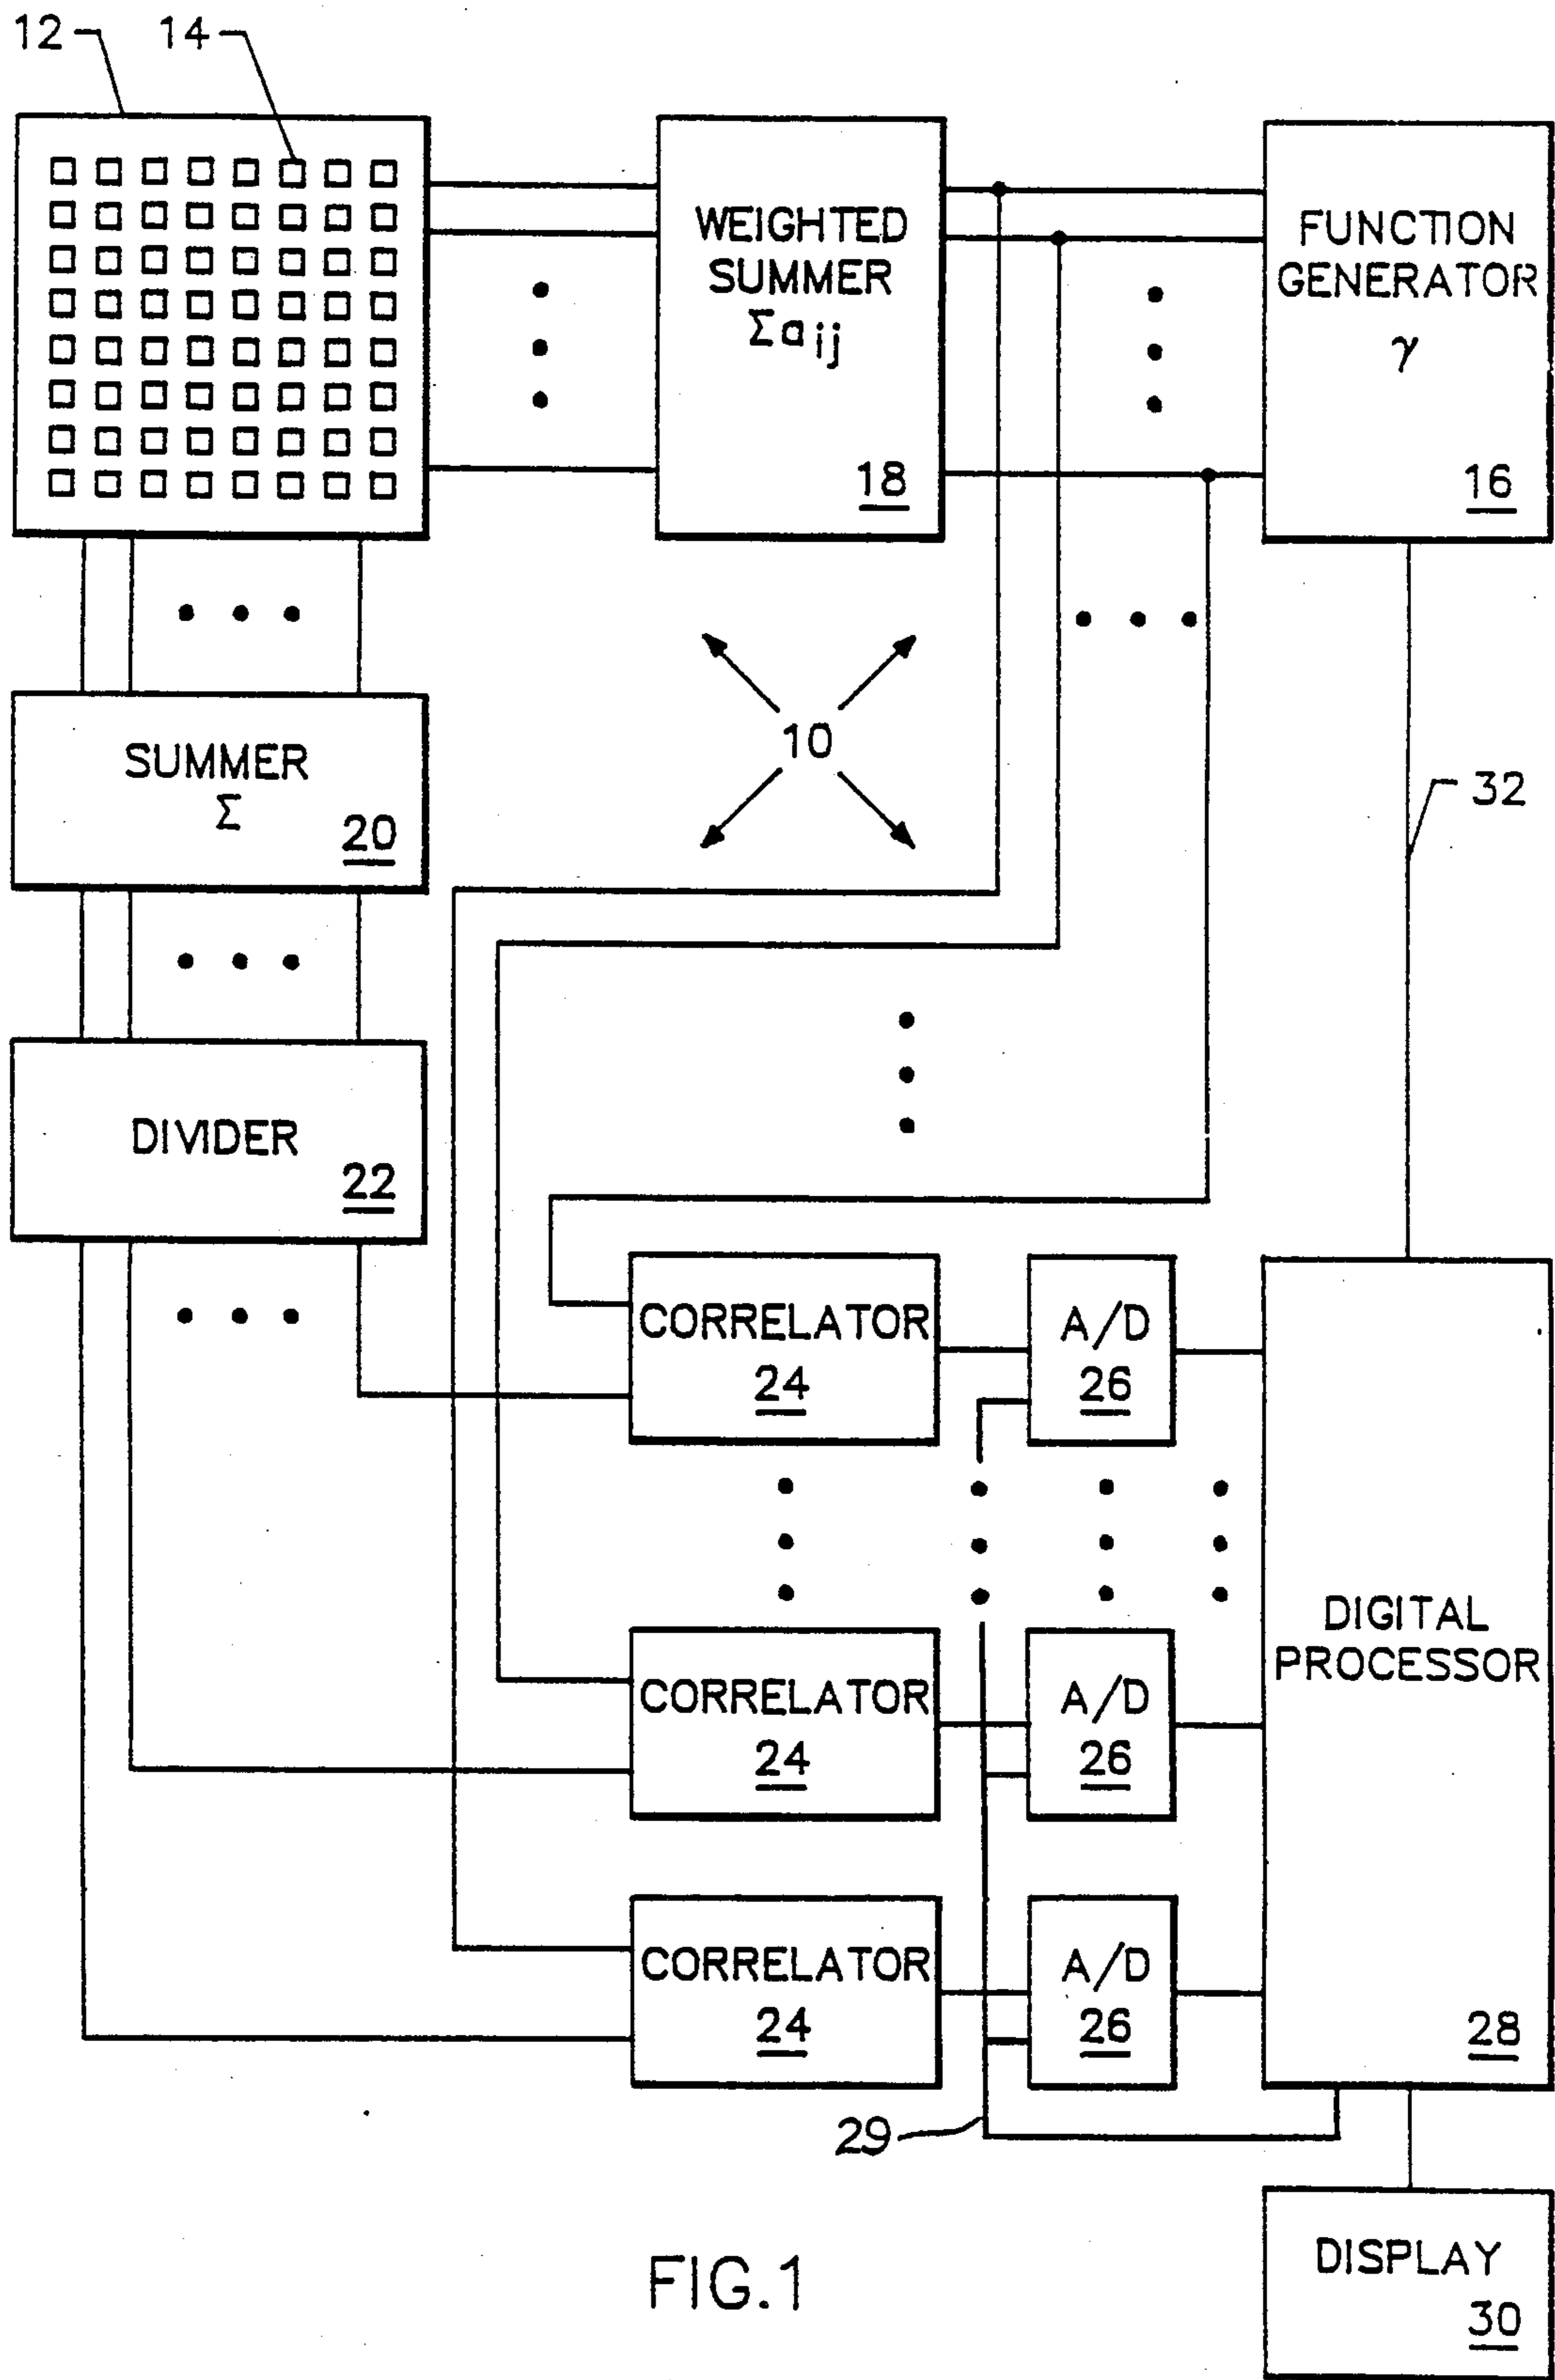 12
14
WEIGHTED
SUMMER
Σaij
18
FUNCTION
GENERATOR
γ
16
10
SUMMER
Σ
20
32
DIVIDER
22
CORRELATOR
24
A/D
26
DIGITAL
PROCESSOR
28
CORRELATOR
24
A/D
26
CORRELATOR
24
A/D
26
29
DISPLAY
30
FIG.1